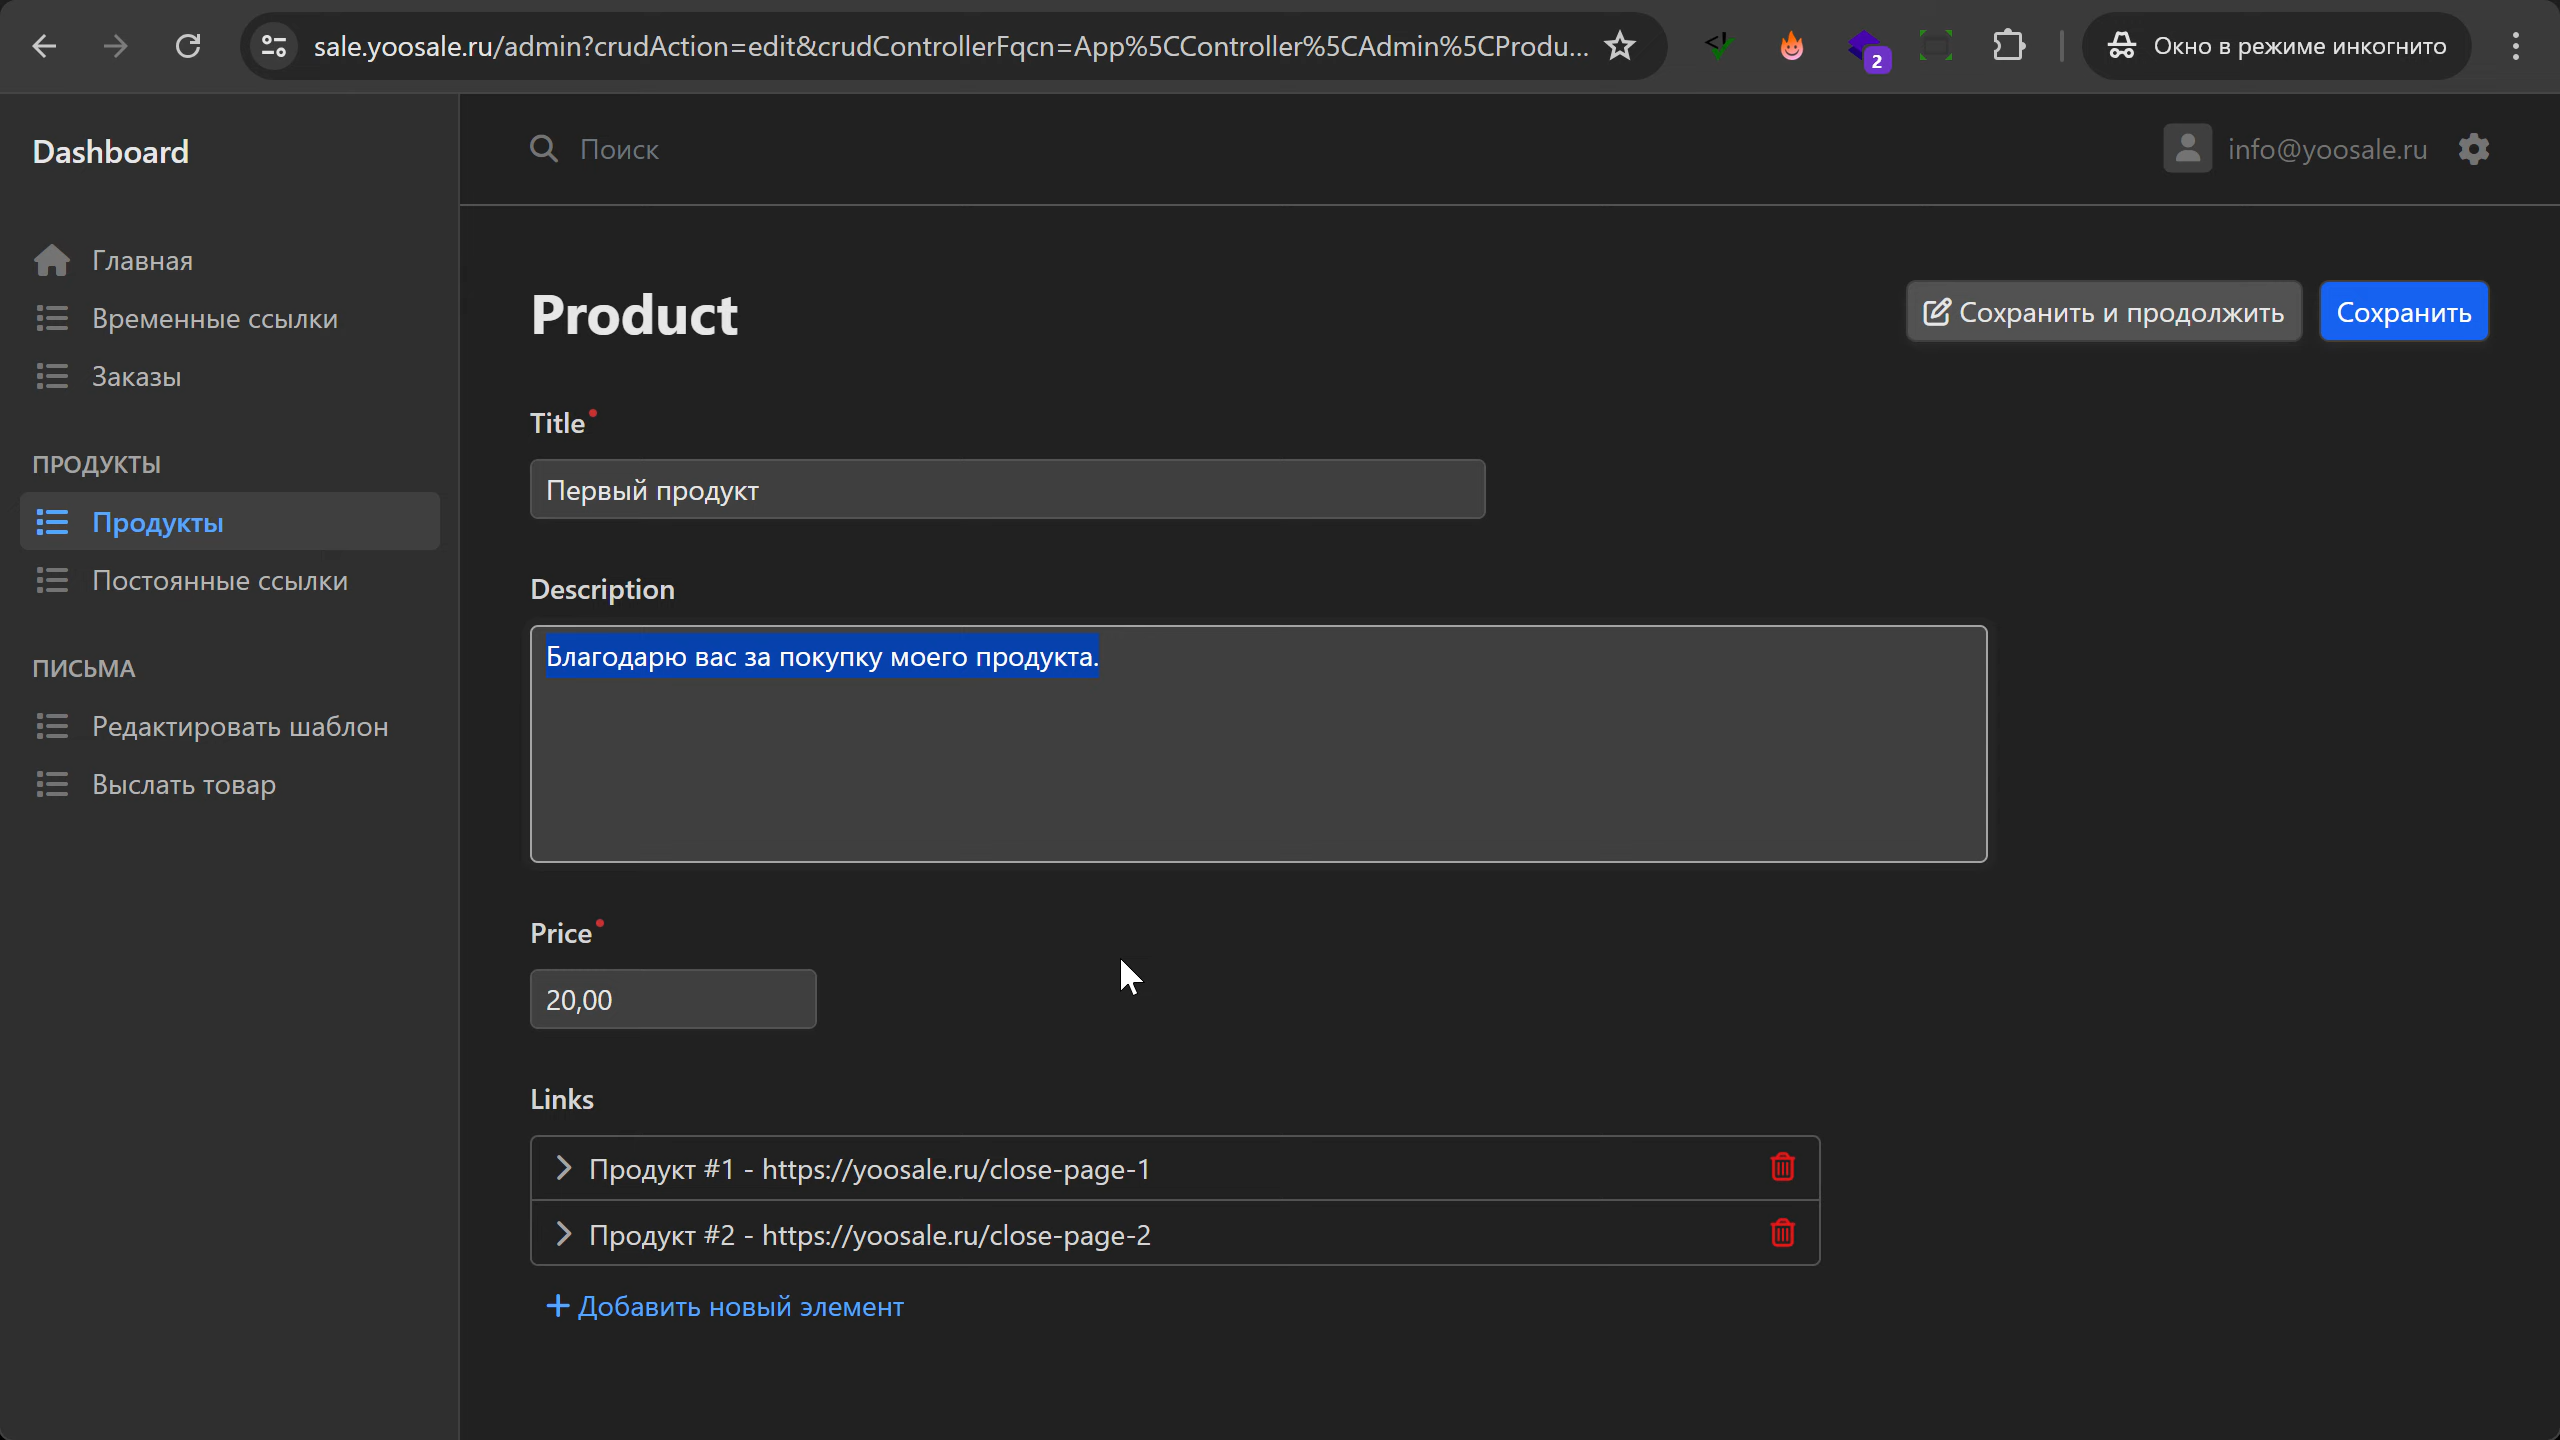 sale.yoosale.ru/admin?crudAction=edit&crudControllerFqcn=App%5CController%5CAdmin%5CProdu...
2
Окно в режиме инкогнито
Dashboard
Поиск
info@yoosale.ru
Главная
Временные ссылки
Заказы
ПРОДУКТЫ
Продукты
Постоянные ссылки
ПИСЬМА
Редактировать шаблон
Выслать товар
Product
Сохранить и продолжить
Сохранить
Title
Первый продукт
Description
Благодарю вас за покупку моего продукта.
Price
20,00
Links
Продукт #1 - https://yoosale.ru/close-page-1
Продукт #2 - https://yoosale.ru/close-page-2
+ Добавить новый элемент